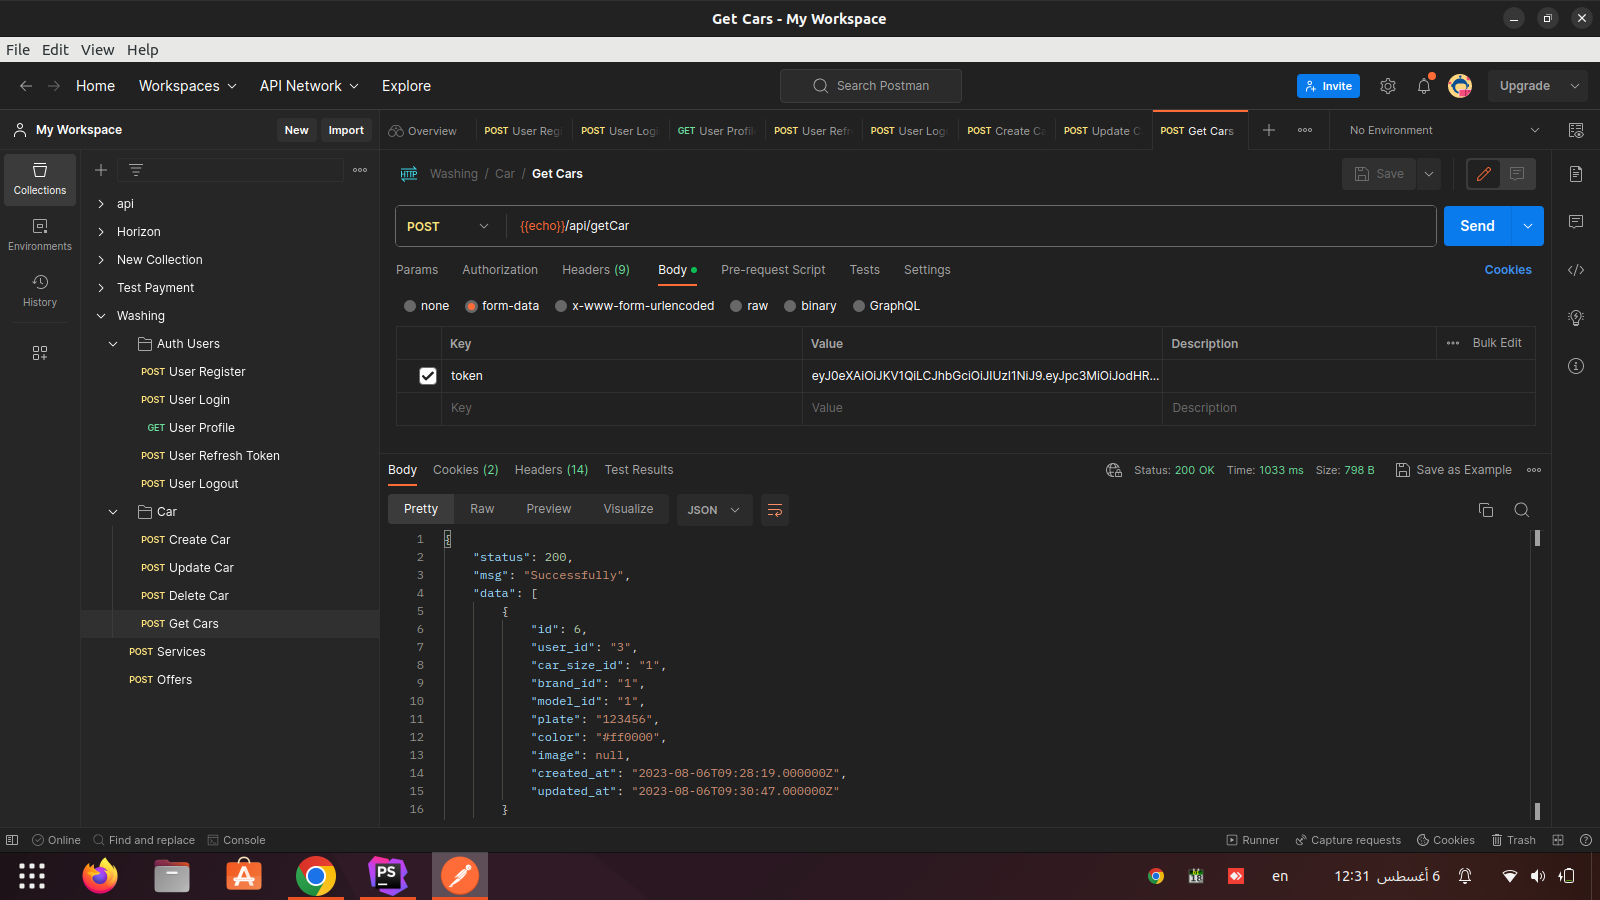 Get Cars - My Workspace
File Edit View Help
Home Workspaces API Network Explore
Search Postman
Invite
Upgrade
My Workspace
New Import
Overview
POST User Reg
POST User Log
GET User Profil
POST User Refr
POST User Log
POST Create Ca
POST Update C
POST Get Cars
No Environment
Collections
Environments
History
api
Horizon
New Collection
Test Payment
Washing
Auth Users
POST User Register
POST User Login
GET User Profile
POST User Refresh Token
POST User Logout
Car
POST Create Car
POST Update Car
POST Delete Car
POST Get Cars
POST Services
POST Offers
HTTP Washing / Car / Get Cars
Save
POST {{echo}}/api/getCar
Send
Params Authorization Headers (9) Body Pre-request Script Tests Settings
Cookies
none form-data x-www-form-urlencoded raw binary GraphQL
Key Value Description Bulk Edit
token eyJ0eXAiOiJKV1QiLCJhbGciOiJIUzI1NiJ9.eyJpc3MiOiJodHR...
Key Value Description
Body Cookies (2) Headers (14) Test Results
Status: 200 OK Time: 1033 ms Size: 798 B Save as Example
Pretty Raw Preview Visualize JSON
1 {
2 "status": 200,
3 "msg": "Successfully",
4 "data": [
5 {
6 "id": 6,
7 "user_id": "3",
8 "car_size_id": "1",
9 "brand_id": "1",
10 "model_id": "1",
11 "plate": "123456",
12 "color": "#ff0000",
13 "image": null,
14 "created_at": "2023-08-06T09:28:19.000000Z",
15 "updated_at": "2023-08-06T09:30:47.000000Z"
16 }
Online Find and replace Console
Runner Capture requests Cookies Trash
PS
en
6 أغسطس 12:31